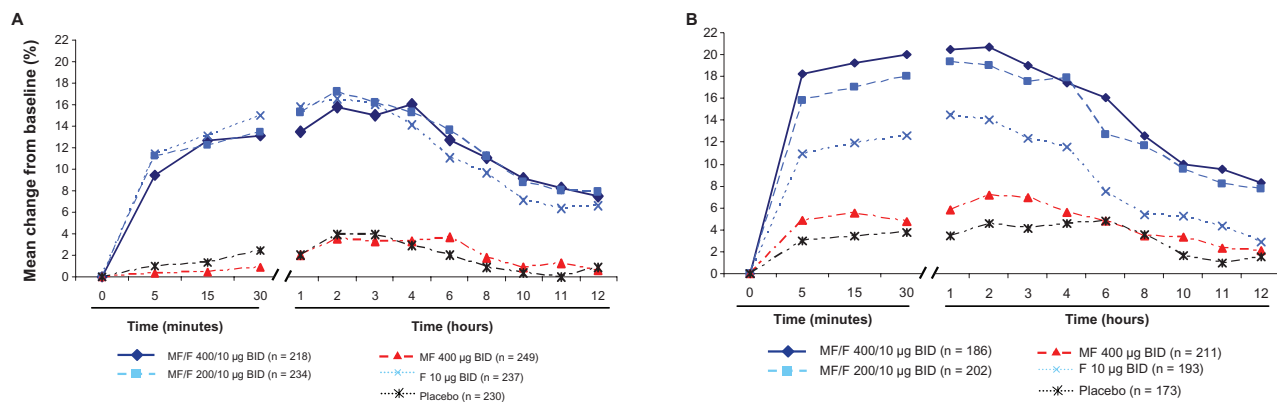 A
Mean change from baseline (%)
22
20
18
16
14
12
10
8
6
4
2
0
0 5 15 30 1 2 3 4 6 8 10 11 12
Time (minutes) Time (hours)
MF/F 400/10 µg BID (n = 218)
MF/F 200/10 µg BID (n = 234)
MF 400 µg BID (n = 249)
F 10 µg BID (n = 237)
Placebo (n = 230)
B
22
20
18
16
14
12
10
8
6
4
2
0
0 5 15 30 1 2 3 4 6 8 10 11 12
Time (minutes) Time (hours)
MF/F 400/10 µg BID (n = 186)
MF/F 200/10 µg BID (n = 202)
MF 400 µg BID (n = 211)
F 10 µg BID (n = 193)
Placebo (n = 173)